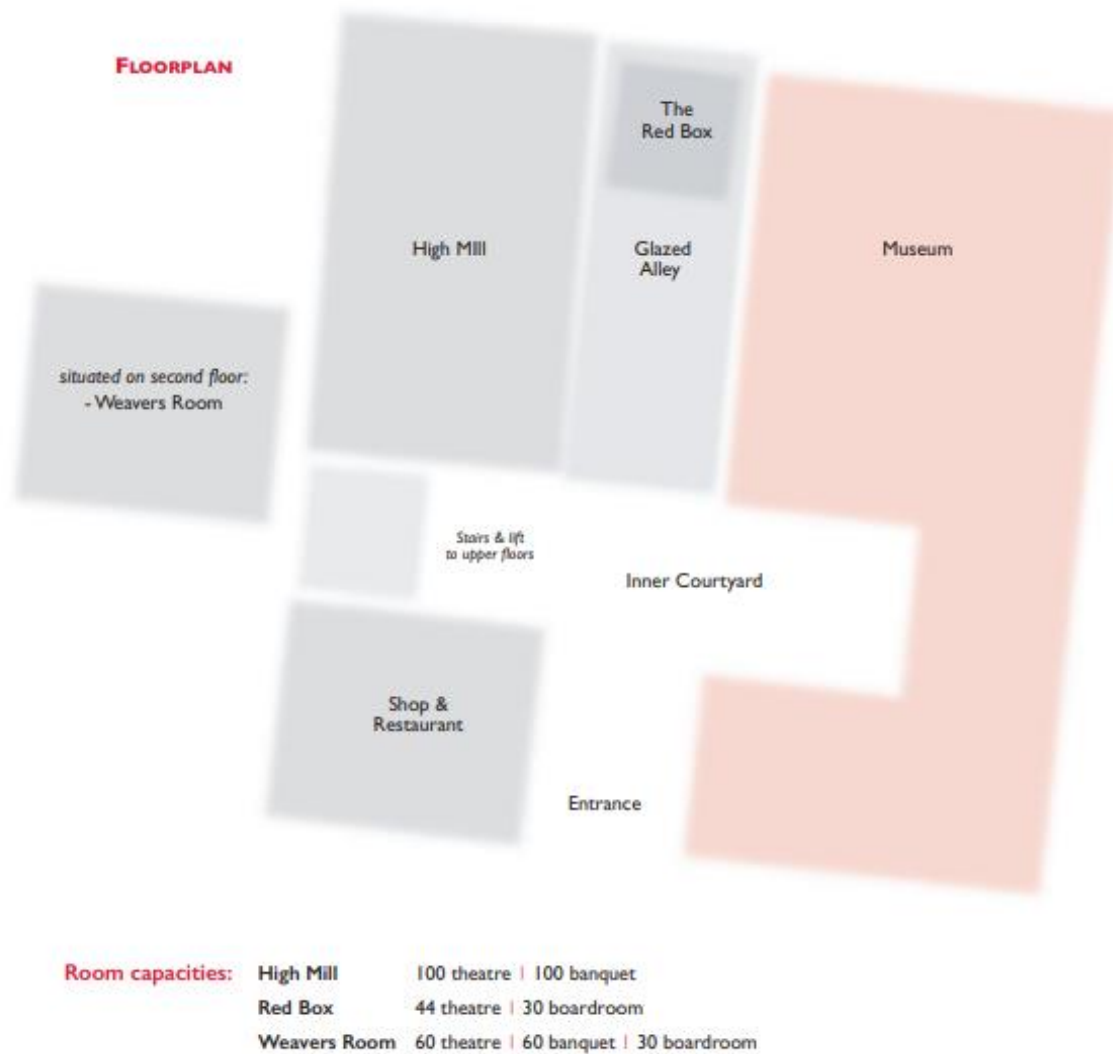 FLOORPLAN
The
Red Box
High MIll
Glazed
Alley
Museum
situated on second floor:
- Weavers Room
Stairs & lift
to upper floors
Inner Courtyard
Shop &
Restaurant
Entrance
Room capacities: High Mill 100 theatre | 100 banquet
Red Box 44 theatre | 30 boardroom
Weavers Room 60 theatre | 60 banquet | 30 boardroom